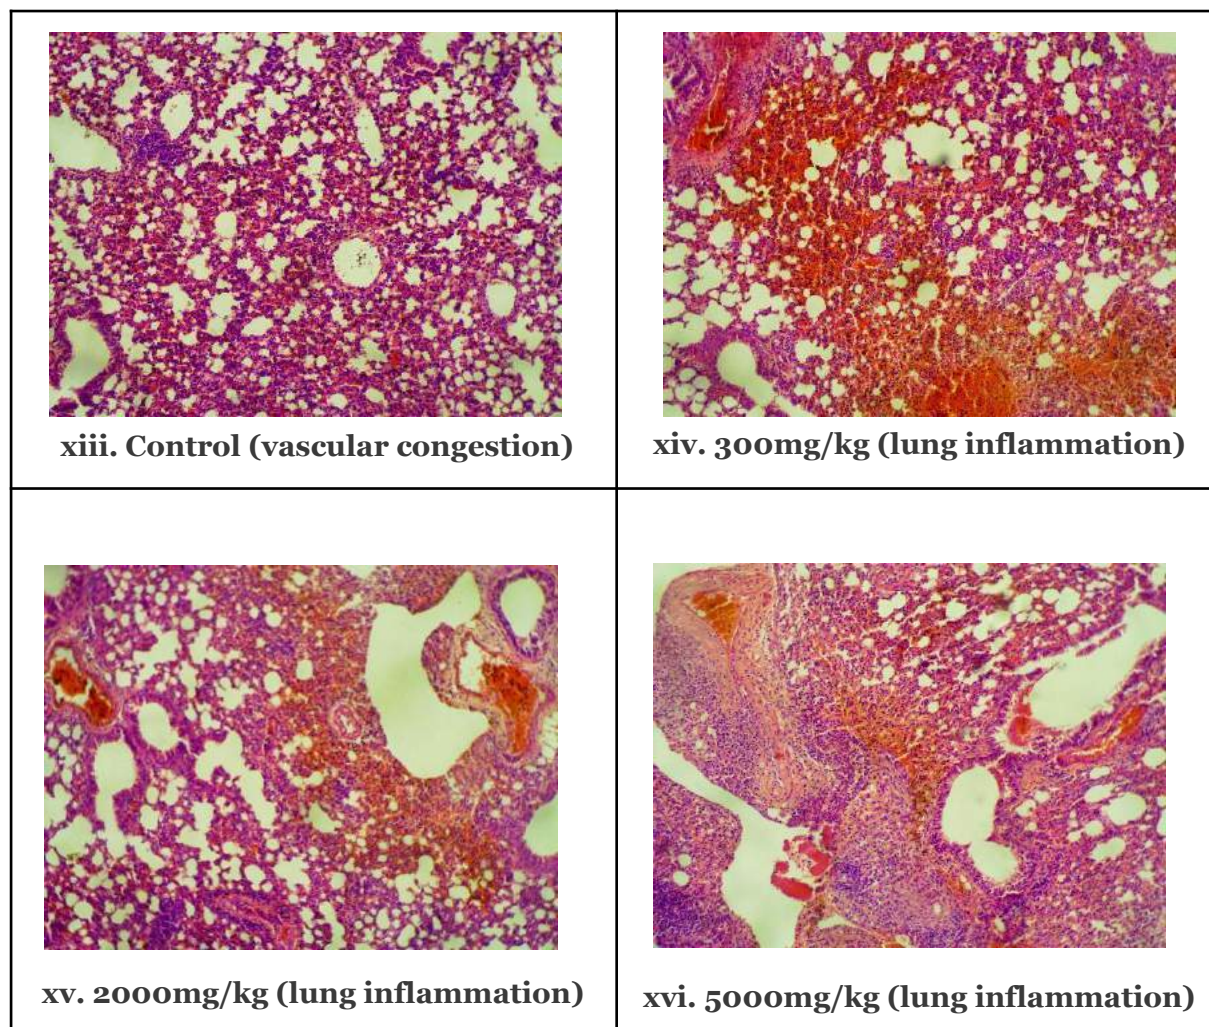 xiii. Control (vascular congestion)
xiv. 300mg/kg (lung inflammation)
xv. 2000mg/kg (lung inflammation)
xvi. 5000mg/kg (lung inflammation)